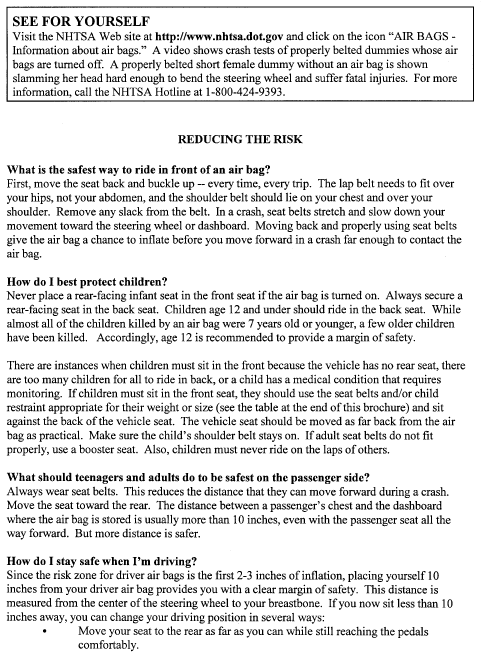 SEE FOR YOURSELF
Visit the NHTSA Web site at http://www.nhtsa.dot.gov and click on the icon “AIR BAGS -
Information about air bags.” A video shows crash tests of properly belted dummies whose air
bags are turned off. A properly belted short female dummy without an air bag is shown
slamming her head hard enough to bend the steering wheel and suffer fatal injuries. For more
information, call the NHTSA Hotline at 1-800-424-9393.
REDUCING THE RISK
What is the safest way to ride in front of an air bag?
First, move the seat back and buckle up -- every time, every trip. The lap belt needs to fit over
your hips, not your abdomen, and the shoulder belt should lie on your chest and over your
shoulder. Remove any slack from the belt. In a crash, seat belts stretch and slow down your
movement toward the steering wheel or dashboard. Moving back and properly using seat belts
give the air bag a chance to inflate before you move forward in a crash far enough to contact the
air bag.
How do I best protect children?
Never place a rear-facing infant seat in the front seat if the air bag is turned on. Always secure a
rear-facing seat in the back seat. Children age 12 and under should ride in the back seat. While
almost all of the children killed by an air bag were 7 years old or younger, a few older children
have been killed. Accordingly, age 12 is recommended to provide a margin of safety.
There are instances when children must sit in the front because the vehicle has no rear seat, there
are too many children for all to ride in back, or a child has a medical condition that requires
monitoring. If children must sit in the front seat, they should use the seat belts and/or child
restraint appropriate for their weight or size (see the table at the end of this brochure) and sit
against the back of the vehicle seat. The vehicle seat should be moved as far back from the air
bag as practical. Make sure the child's shoulder belt stays on. If adult seat belts do not fit
properly, use a booster seat. Also, children must never ride on the laps of others.
What should teenagers and adults do to be safest on the passenger side?
Always wear seat belts. This reduces the distance that they can move forward during a crash.
Move the seat toward the rear. The distance between a passenger's chest and the dashboard
where the air bag is stored is usually more than 10 inches, even with the passenger seat all the
way forward. But more distance is safer.
How do I stay safe when I'm driving?
Since the risk zone for driver air bags is the first 2-3 inches of inflation, placing yourself 10
inches from your driver air bag provides you with a clear margin of safety. This distance is
measured from the center of the steering wheel to your breastbone. If you now sit less than 10
inches away, you can change your driving position in several ways:
• Move your seat to the rear as far as you can while still reaching the pedals
comfortably.